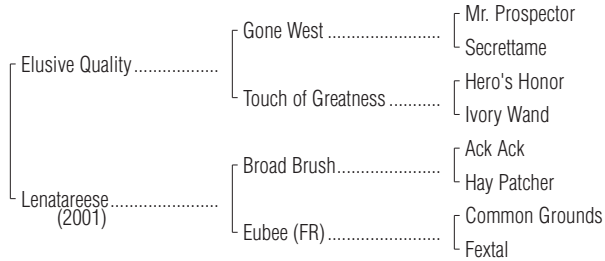 Mr. Prospector
Gone West
Secrettame
Elusive Quality
Hero's Honor
Touch of Greatness
Ivory Wand
Ack Ack
Broad Brush
Hay Patcher
Lenatareese
(2001)
Common Grounds
Eubee (FR)
Fextal